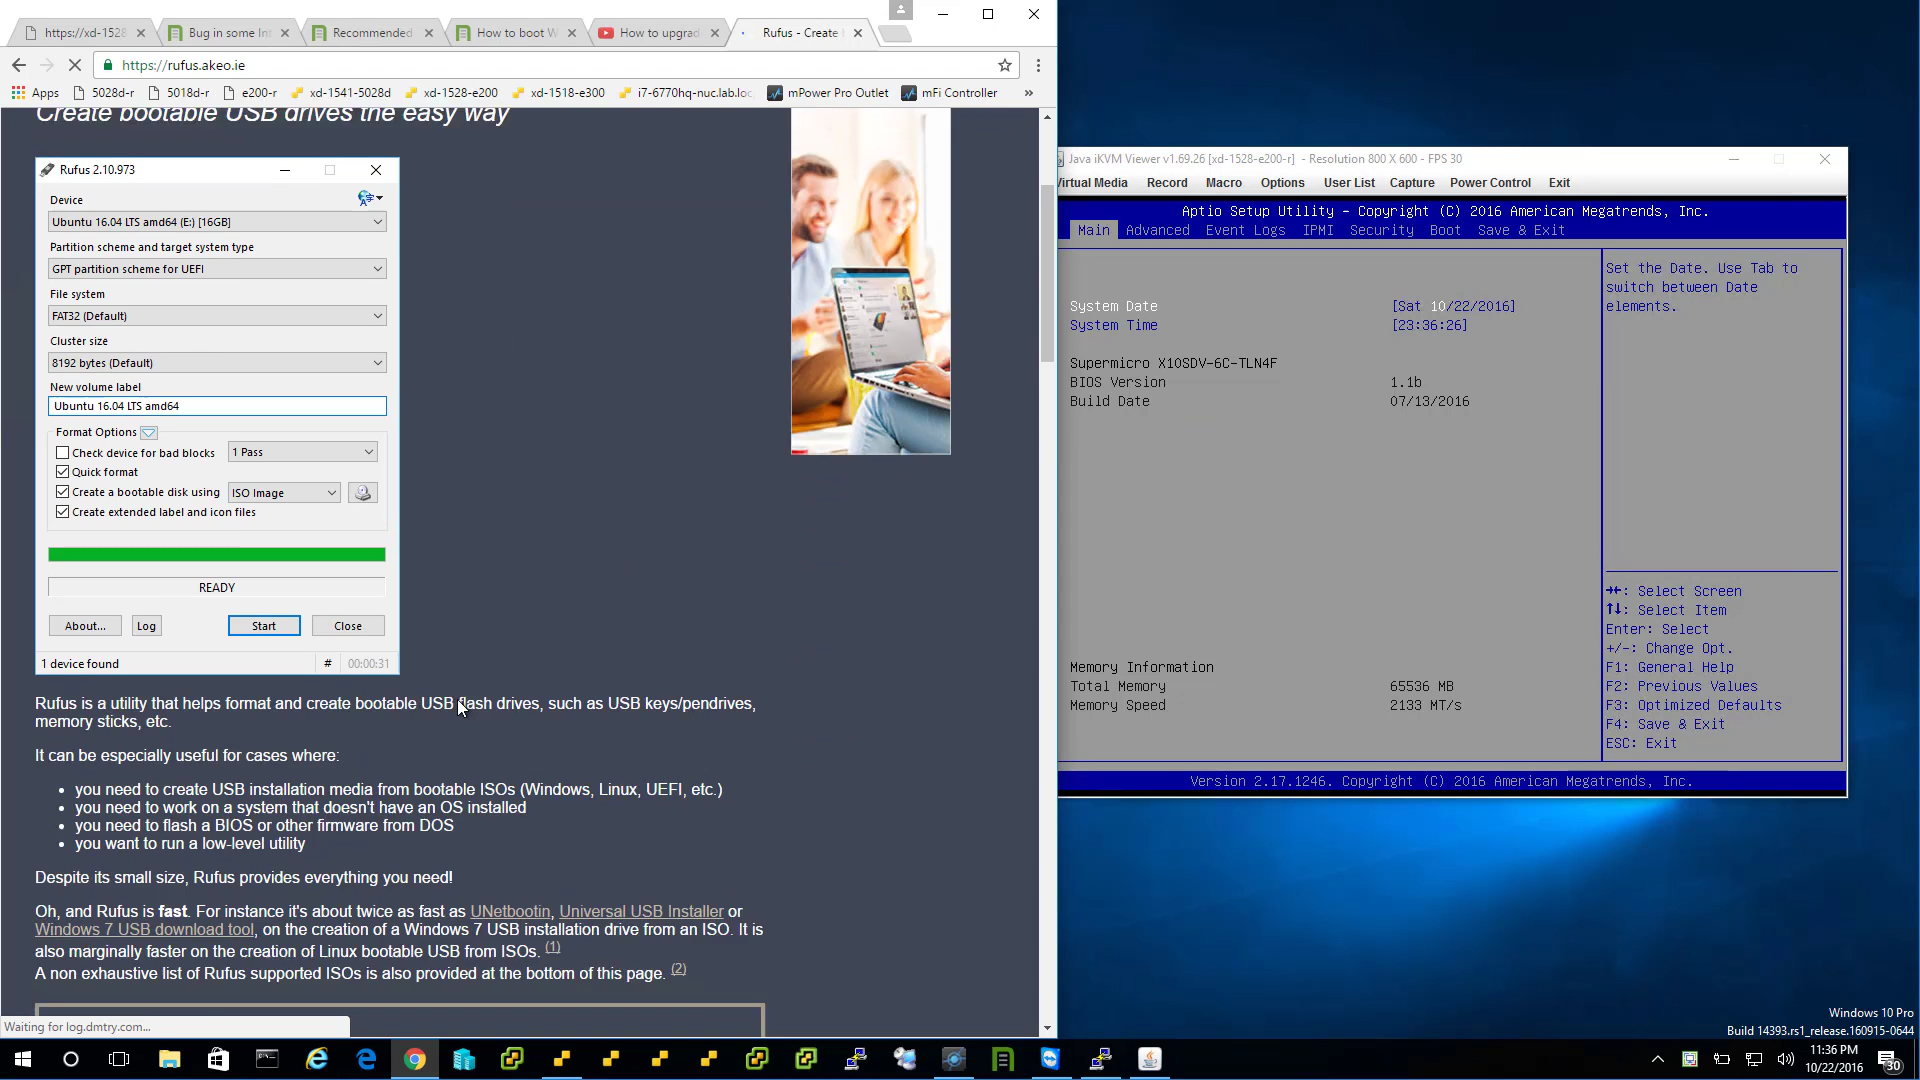 https://xd-1528
Bug in some Int
Recommended
How to boot W
How to upgrad
Rufus - Create
https://rufus.akeo.ie
Apps
5028d-r
5018d-r
e200-r
xd-1541-5028d
xd-1528-e200
xd-1518-e300
i7-6770hq-nuc.lab.loc
mPower Pro Outlet
mFi Controller
»
Create bootable USB drives the easy way
Rufus 2.10.973
Device
Ubuntu 16.04 LTS amd64 (E:) [16GB]
Partition scheme and target system type
GPT partition scheme for UEFI
File system
FAT32 (Default)
Cluster size
8192 bytes (Default)
New volume label
Ubuntu 16.04 LTS amd64
Format Options
Check device for bad blocks
1 Pass
Quick format
Create a bootable disk using
ISO Image
Create extended label and icon files
READY
About...
Log
Start
Close
1 device found
#
00:00:31
Rufus is a utility that helps format and create bootable USB flash drives, such as USB keys/pendrives,
memory sticks, etc.
It can be especially useful for cases where:
• you need to create USB installation media from bootable ISOs (Windows, Linux, UEFI, etc.)
• you need to work on a system that doesn't have an OS installed
• you need to flash a BIOS or other firmware from DOS
• you want to run a low-level utility
Despite its small size, Rufus provides everything you need!
Oh, and Rufus is fast. For instance it's about twice as fast as UNetbootin, Universal USB Installer or
Windows 7 USB download tool, on the creation of a Windows 7 USB installation drive from an ISO. It is
also marginally faster on the creation of Linux bootable USB from ISOs. (1)
A non exhaustive list of Rufus supported ISOs is also provided at the bottom of this page. (2)
Waiting for log.dmtry.com...
Java iKVM Viewer v1.69.26 [xd-1528-e200-r] - Resolution 800 X 600 - FPS 30
Virtual Media Record Macro Options User List Capture Power Control Exit
Aptio Setup Utility - Copyright (C) 2016 American Megatrends, Inc.
Main Advanced Event Logs IPMI Security Boot Save & Exit
System Date [Sat 10/22/2016]
System Time [23:36:26]
Supermicro X10SDV-6C-TLN4F
BIOS Version 1.1b
Build Date 07/13/2016
Memory Information
Total Memory 65536 MB
Memory Speed 2133 MT/s
Set the Date. Use Tab to
switch between Date
elements.
→←: Select Screen
↑↓: Select Item
Enter: Select
+/-: Change Opt.
F1: General Help
F2: Previous Values
F3: Optimized Defaults
F4: Save & Exit
ESC: Exit
Version 2.17.1246. Copyright (C) 2016 American Megatrends, Inc.
Windows 10 Pro
Build 14393.rs1_release.160915-0644
11:36 PM
10/22/2016
30